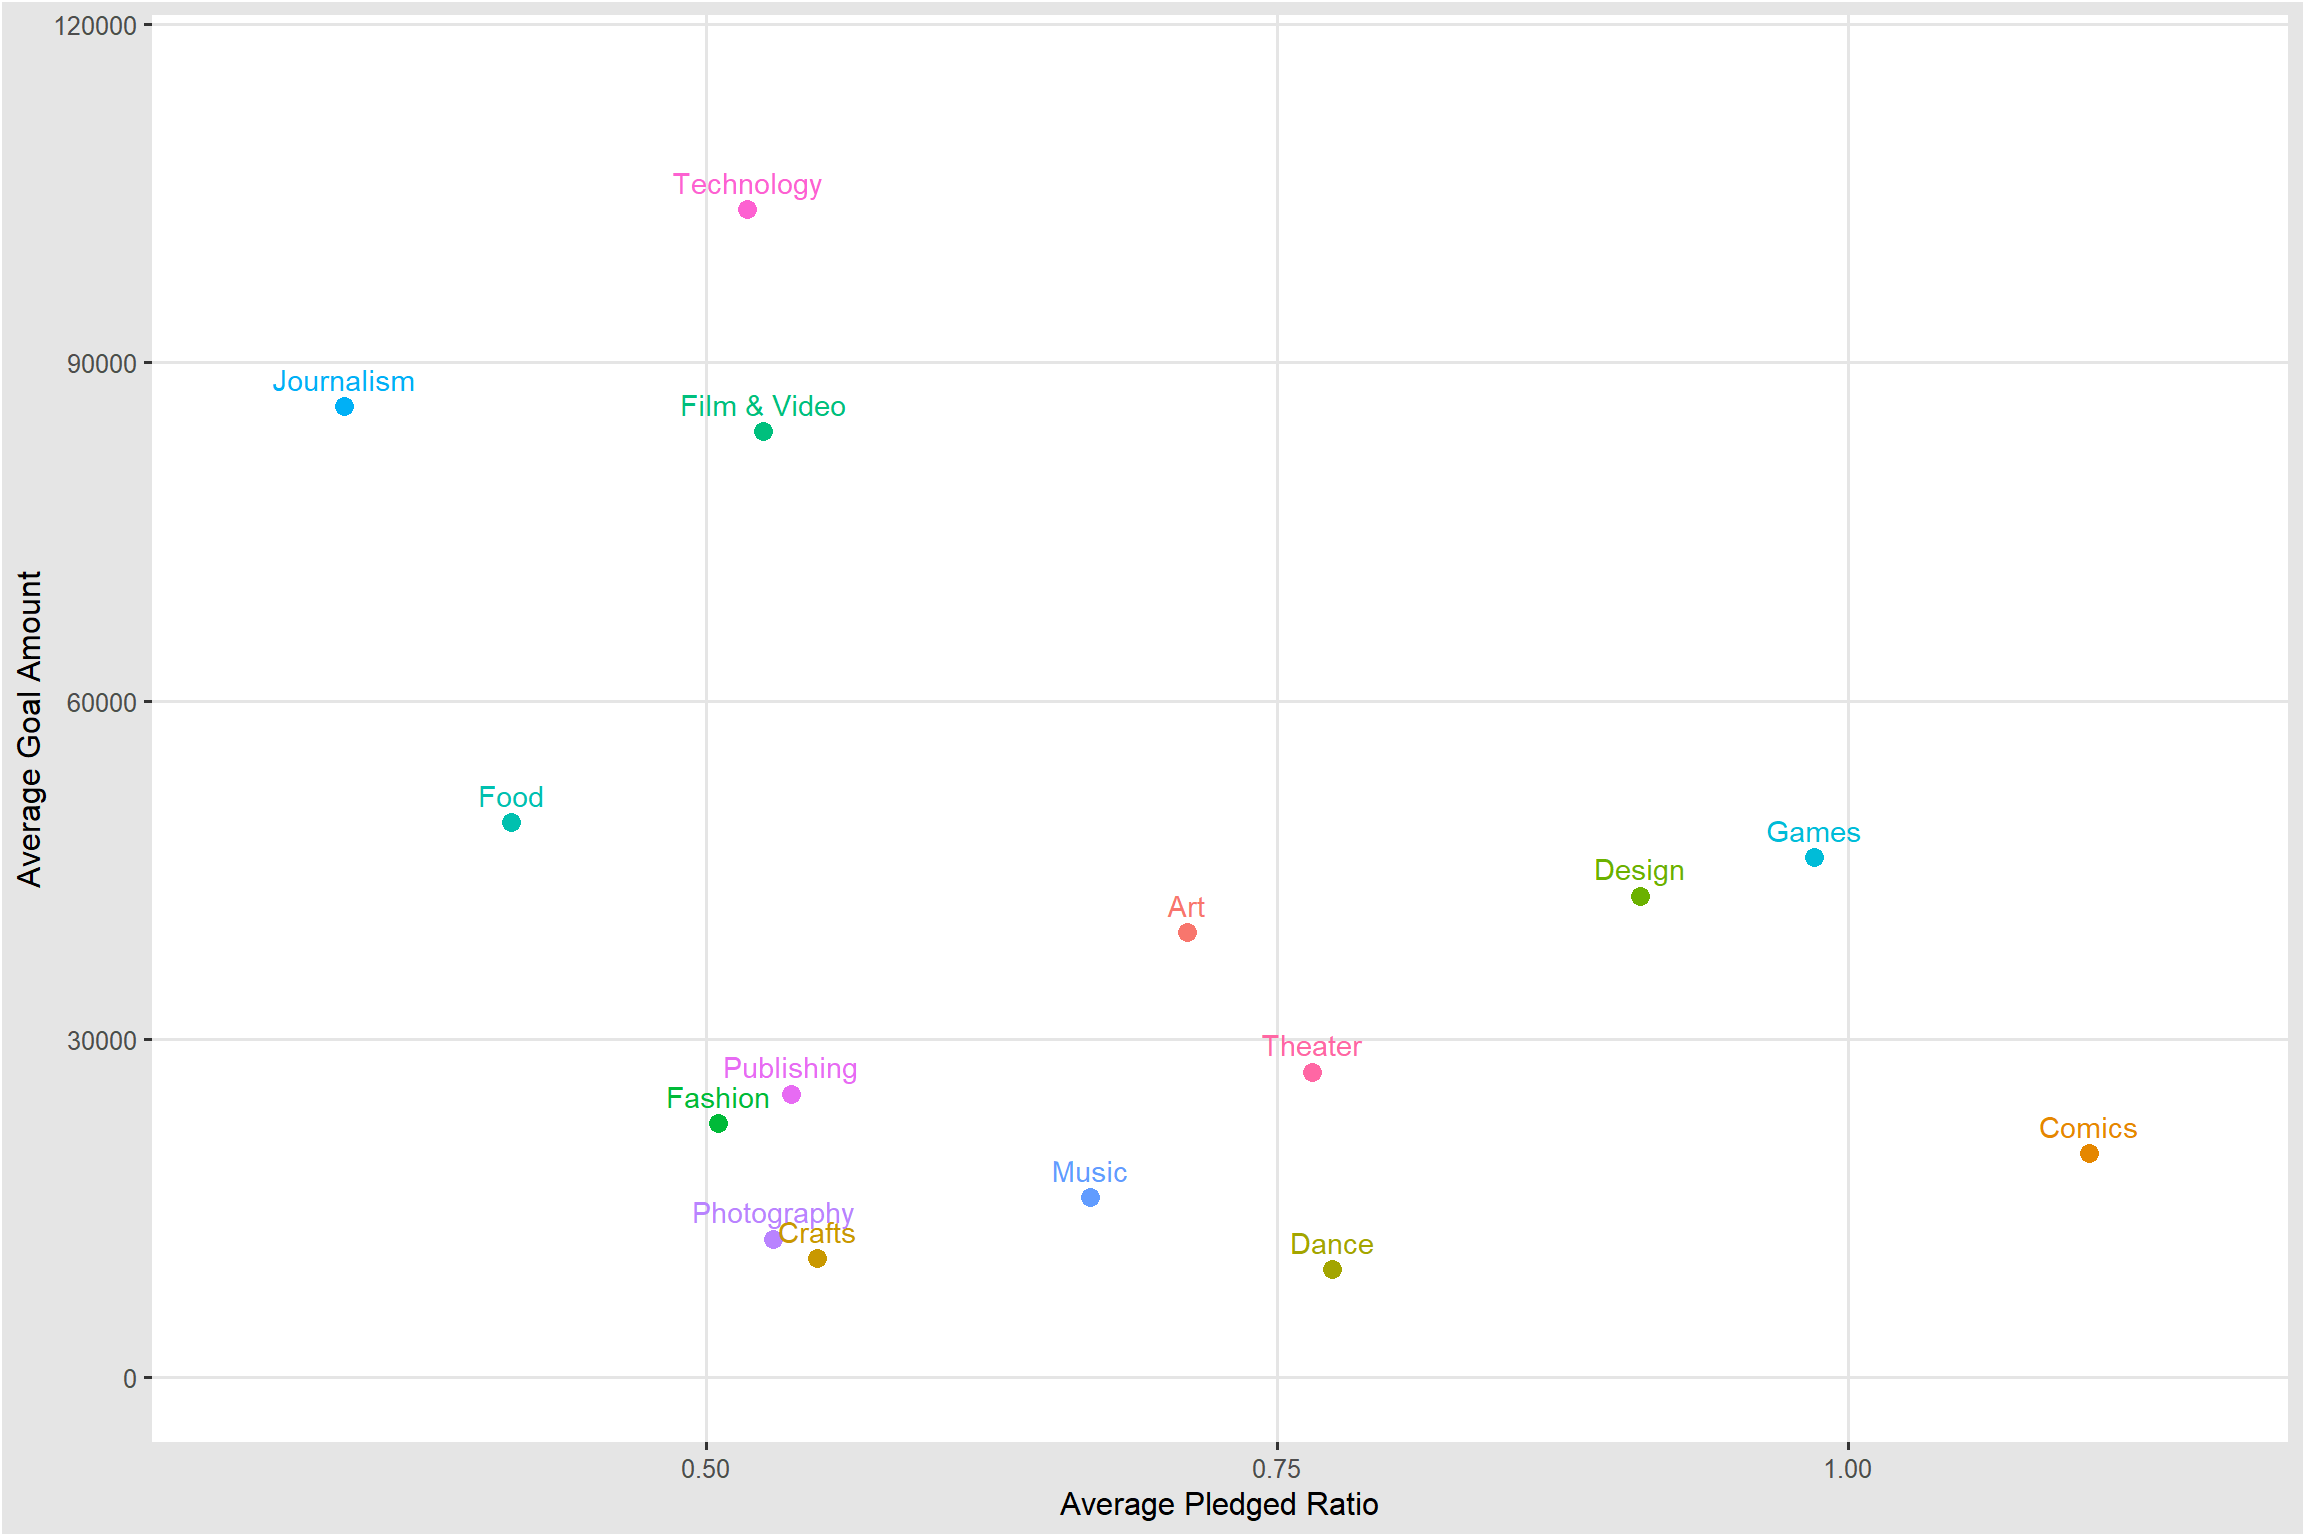 120000
Technology
90000
Journalism
Film & Video
60000
Food
Games
Design
Art
30000
Theater
Publishing
Fashion
Comics
Music
Photography
Crafts
Dance
0
0.50
0.75
1.00
Average Pledged Ratio
Average Goal Amount